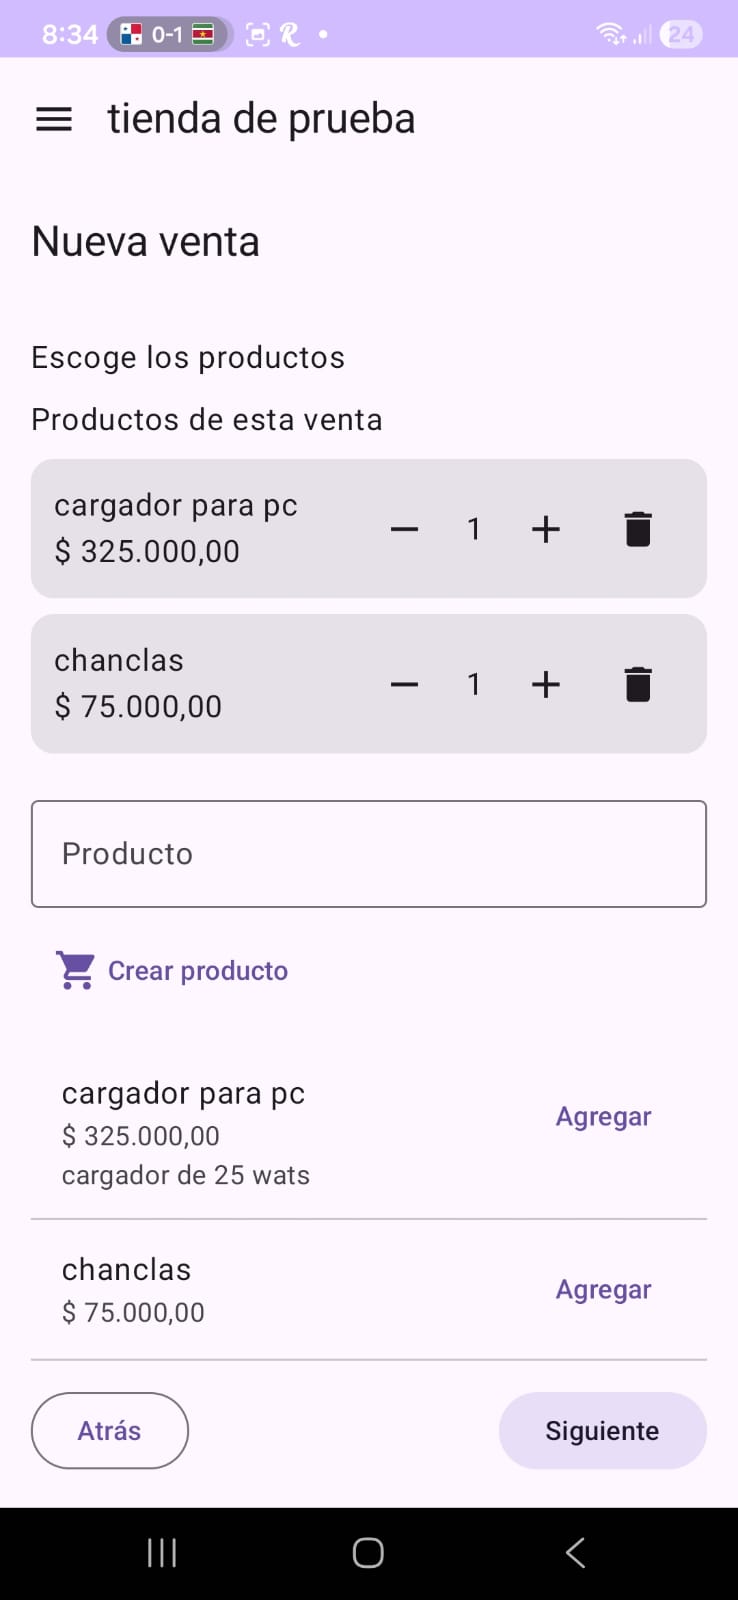 8:34 0-1 24
tienda de prueba
Nueva venta
Escoge los productos
Productos de esta venta
cargador para pc
$ 325.000,00
1
chanclas
$ 75.000,00
1
Producto
Crear producto
cargador para pc
$ 325.000,00
cargador de 25 wats
Agregar
chanclas
$ 75.000,00
Agregar
Atrás
Siguiente